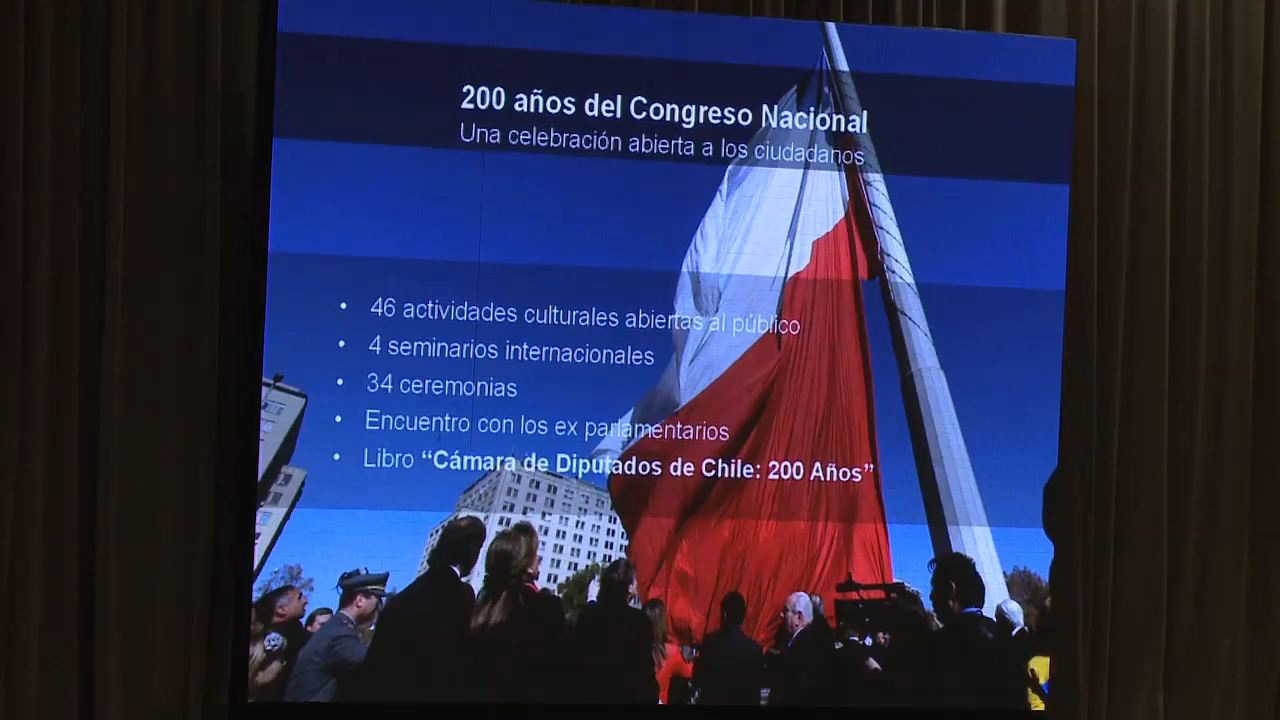 200 años del Congreso Nacional
Una celebración abierta a los ciudadanos
• 46 actividades culturales abiertas al público
• 4 seminarios internacionales
• 34 ceremonias
• Encuentro con los ex parlamentarios
• Libro “Cámara de Diputados de Chile: 200 Años”